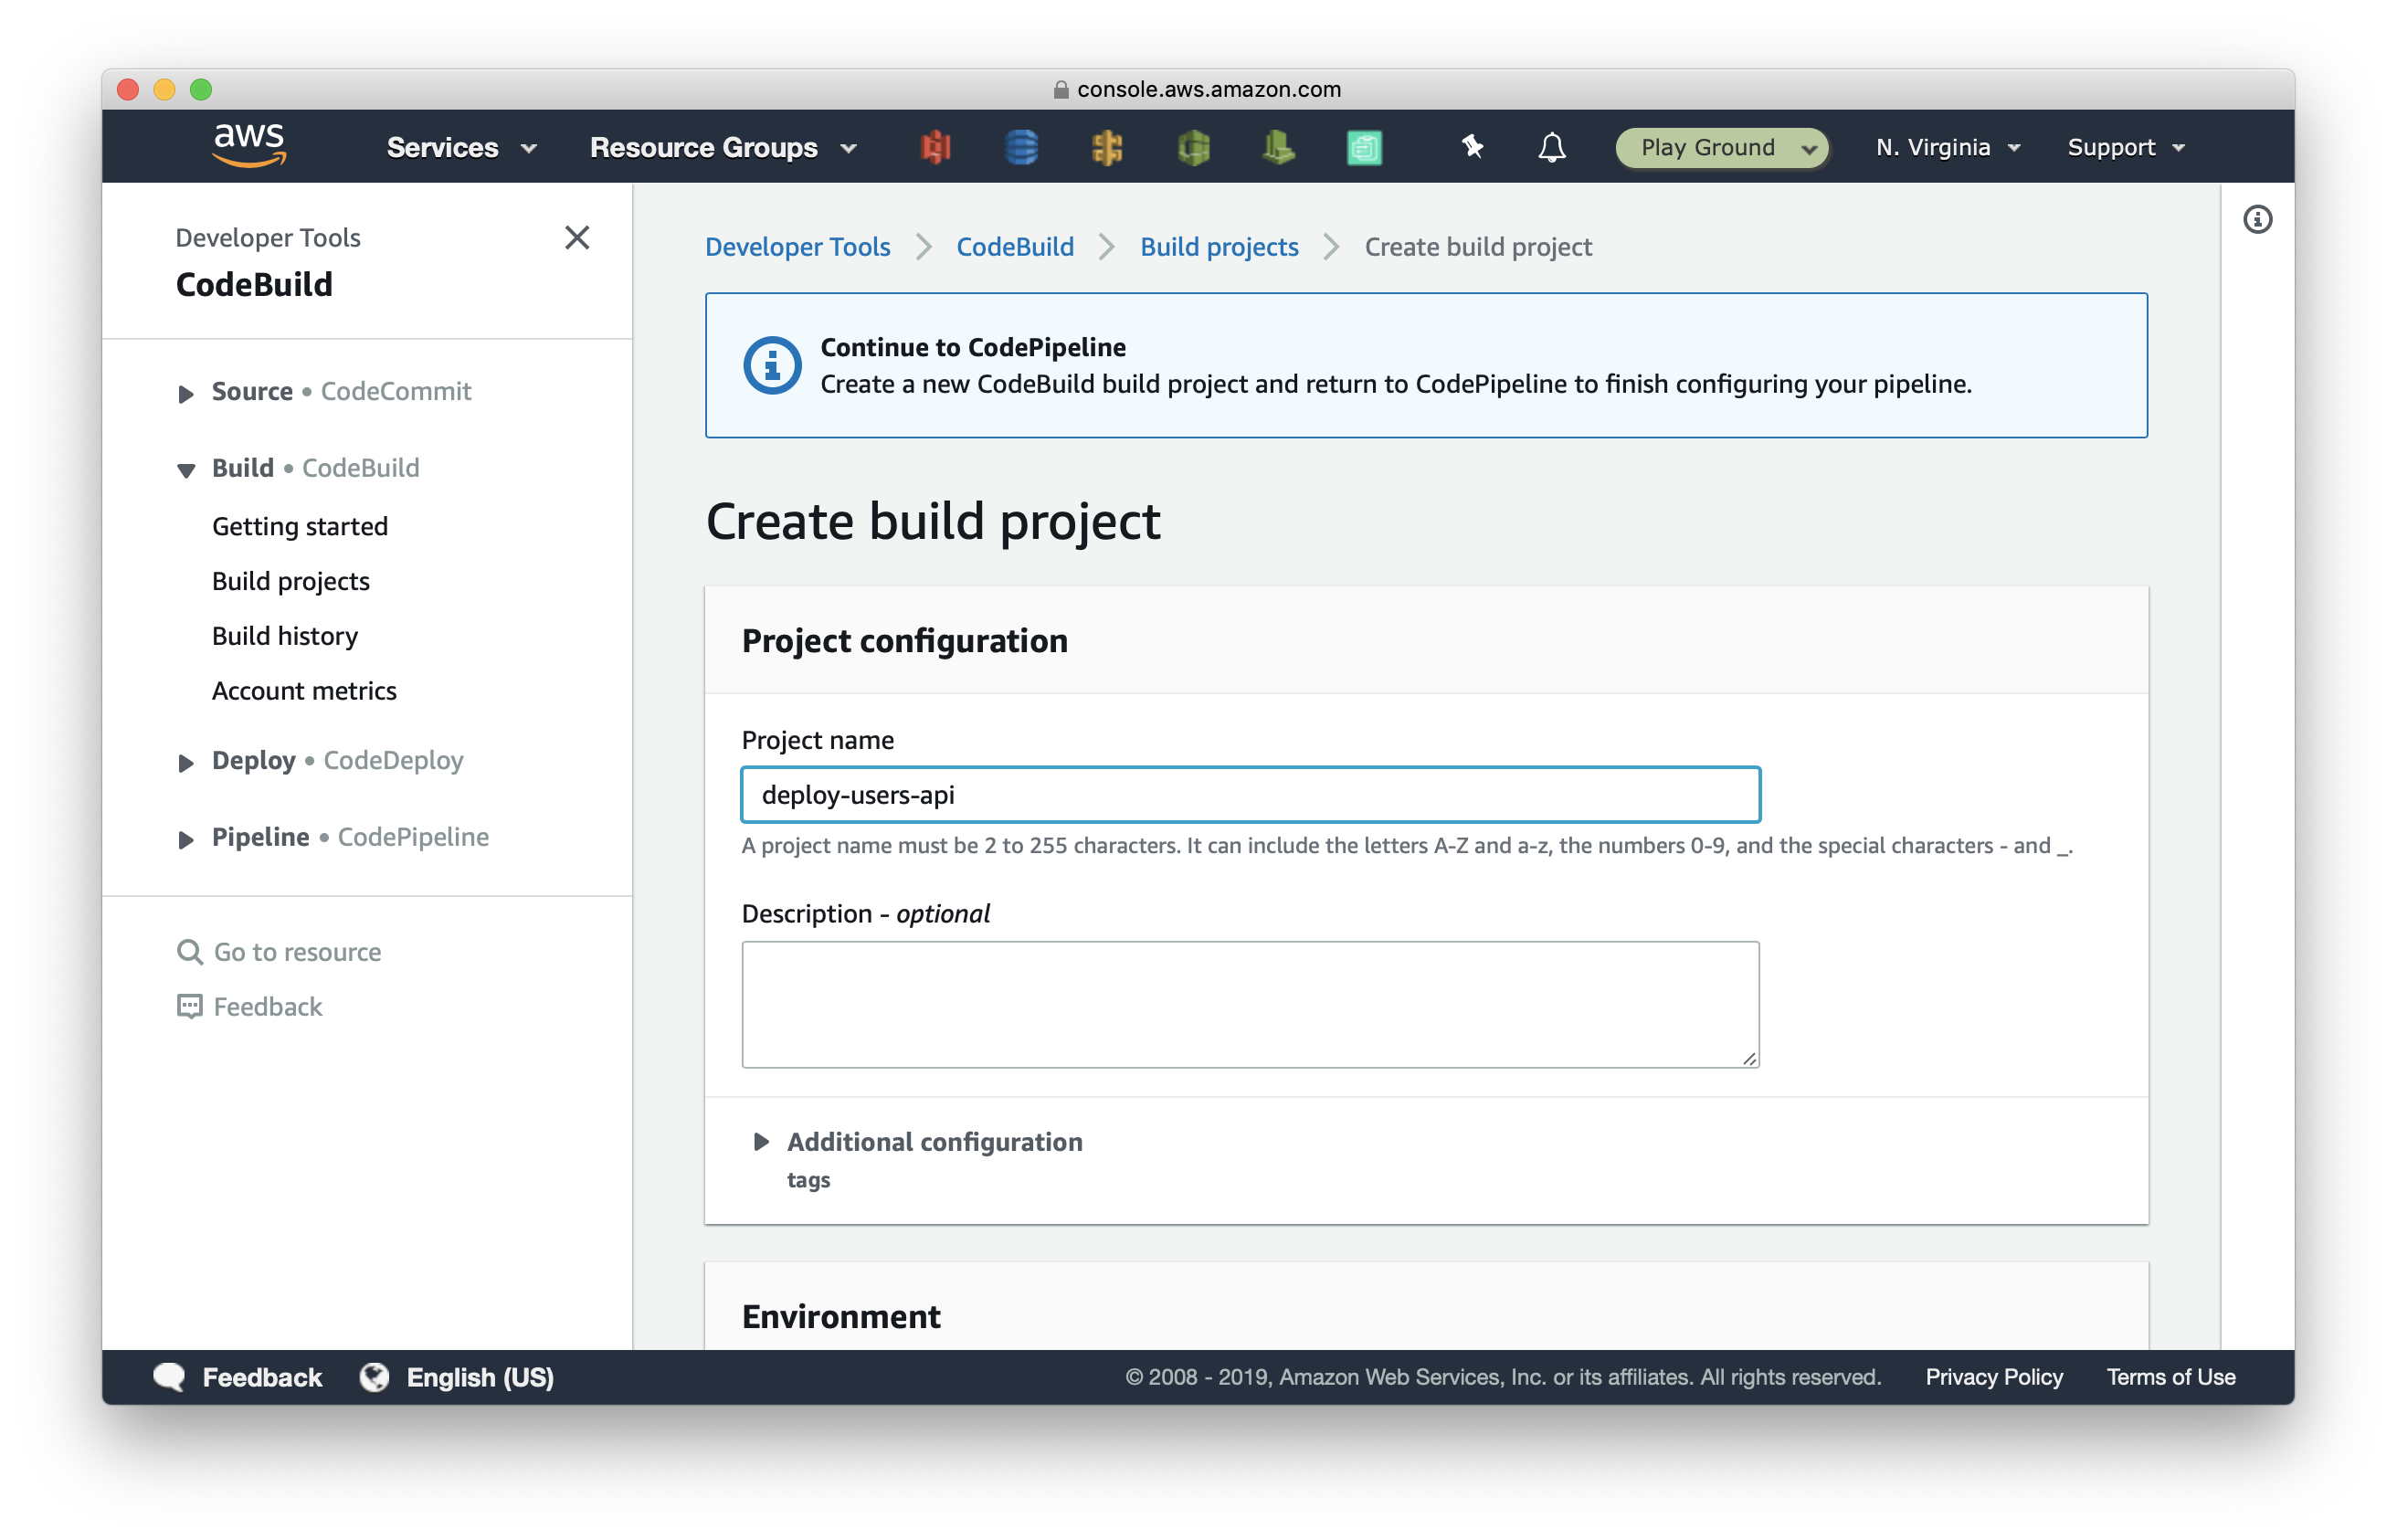 console.aws.amazon.com
aws
Services
Resource Groups
Play Ground
N. Virginia
Support
Developer Tools
CodeBuild
Source • CodeCommit
Build • CodeBuild
Getting started
Build projects
Build history
Account metrics
Deploy • CodeDeploy
Pipeline • CodePipeline
Go to resource
Feedback
Developer Tools > CodeBuild > Build projects > Create build project
Continue to CodePipeline
Create a new CodeBuild build project and return to CodePipeline to finish configuring your pipeline.
Create build project
Project configuration
Project name
deploy-users-api
A project name must be 2 to 255 characters. It can include the letters A-Z and a-z, the numbers 0-9, and the special characters - and _.
Description - optional
Additional configuration
tags
Environment
Feedback
English (US)
© 2008 - 2019, Amazon Web Services, Inc. or its affiliates. All rights reserved.
Privacy Policy
Terms of Use